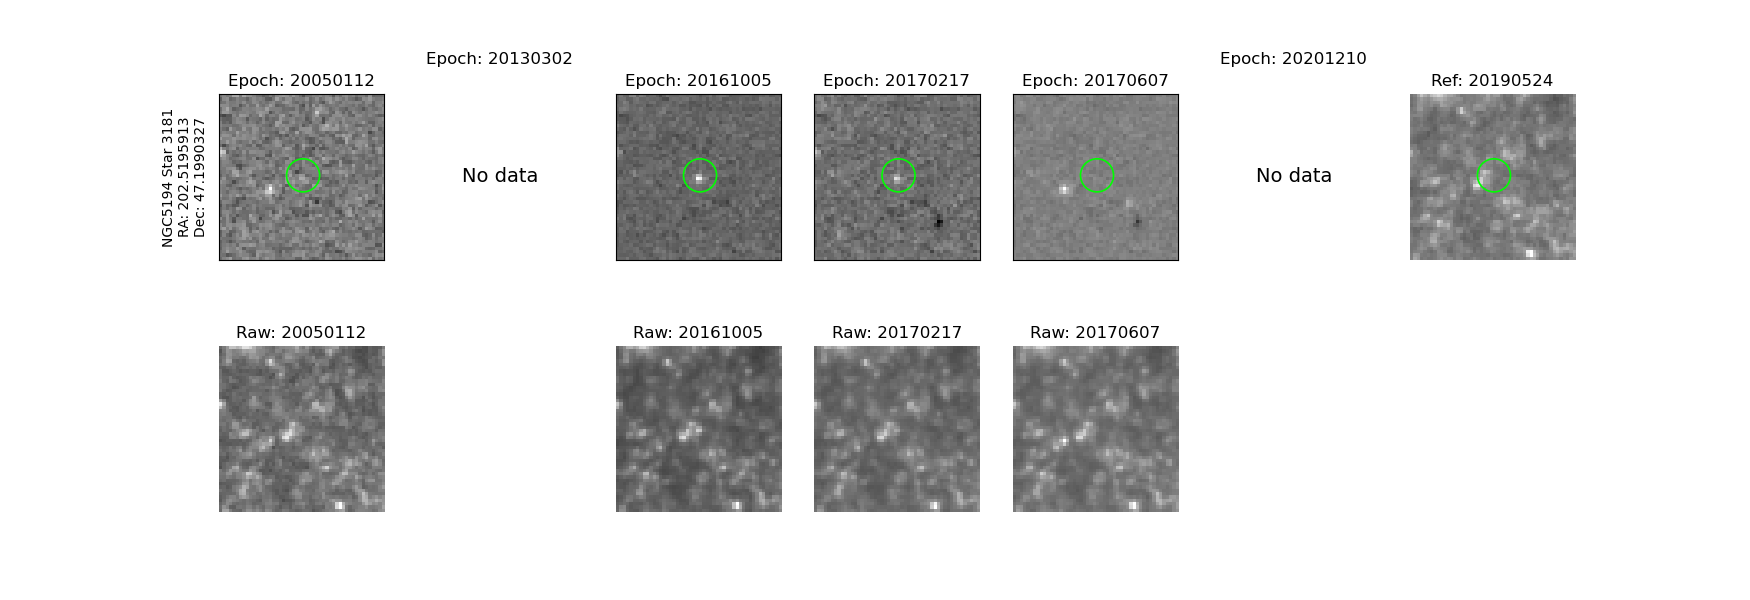 NGC5194 Star 3181
RA: 202.5195913
Dec: 47.1990327
Epoch: 20050112
Epoch: 20130302
No data
Epoch: 20161005
Epoch: 20170217
Epoch: 20170607
Epoch: 20201210
No data
Ref: 20190524
Raw: 20050112
Raw: 20161005
Raw: 20170217
Raw: 20170607